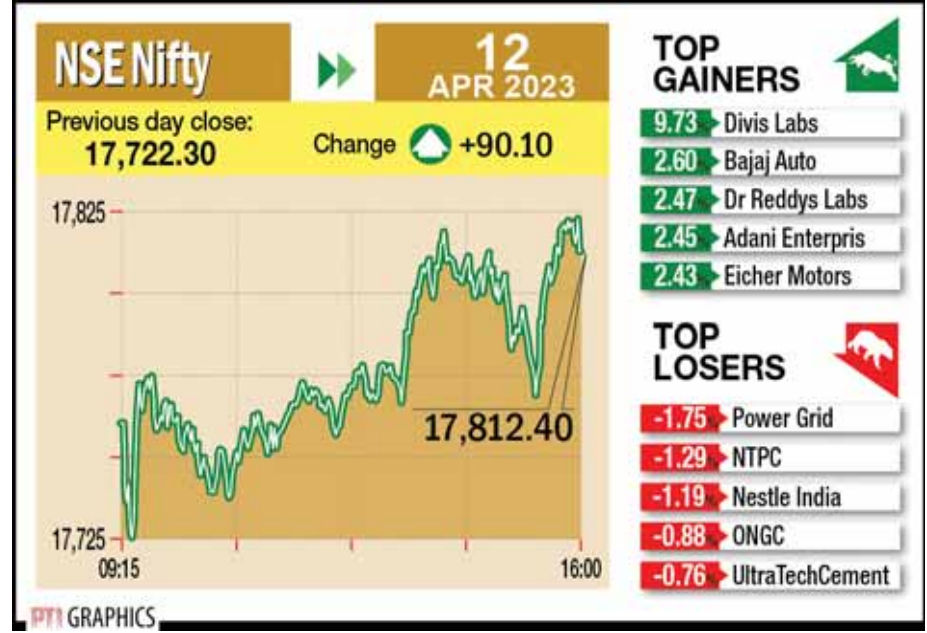 NSE Nifty
12
APR 2023
Previous day close:
17,722.30
Change +90.10
17,825
17,812.40
17,725
09:15
16:00
TOP
GAINERS
9.73 Divis Labs
2.60 Bajaj Auto
2.47 Dr Reddys Labs
2.45 Adani Enterpris
2.43 Eicher Motors
TOP
LOSERS
-1.75 Power Grid
-1.29 NTPC
-1.19 Nestle India
-0.88 ONGC
-0.76 UltraTechCement
PTI GRAPHICS